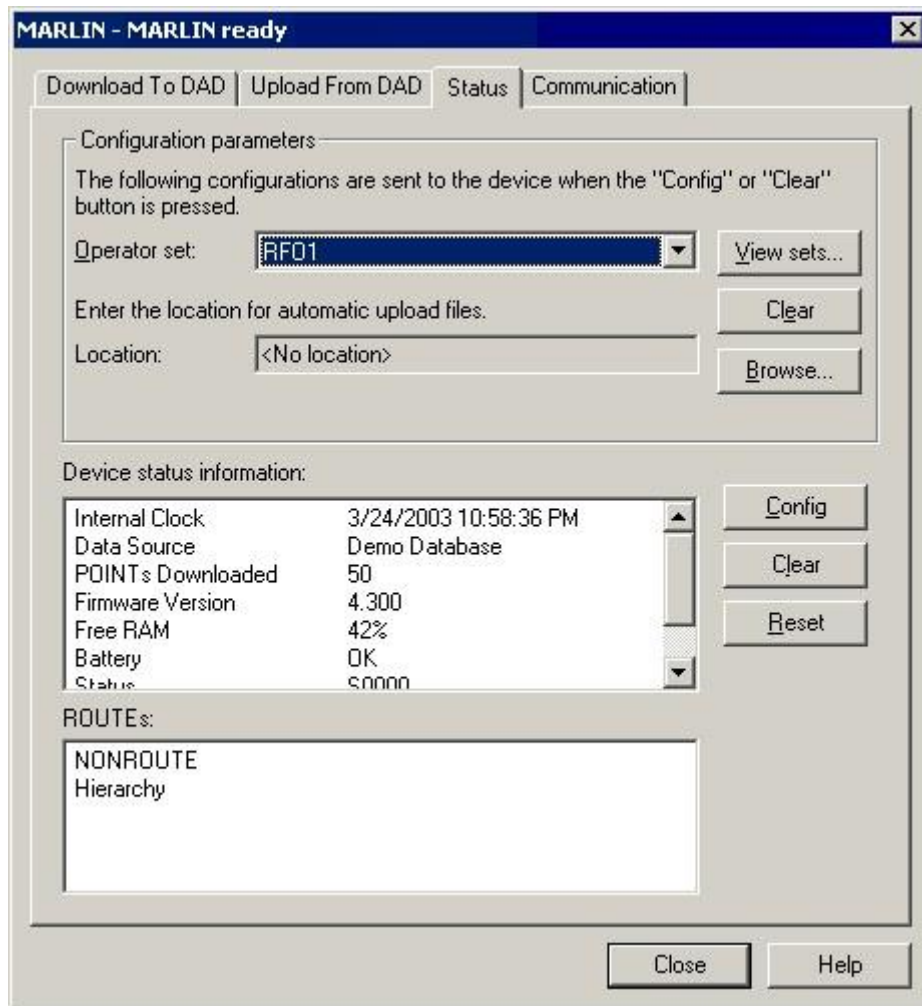 MARLIN - MARLIN ready
Download To DAD Upload From DAD Status Communication
Configuration parameters
The following configurations are sent to the device when the "Config" or "Clear"
button is pressed.
Operator set: RFO1 View sets...
Enter the location for automatic upload files. Clear
Location: <No location> Browse...
Device status information:
Internal Clock 3/24/2003 10:58:36 PM Config
Data Source Demo Database
POINTs Downloaded 50 Clear
Firmware Version 4.300
Free RAM 42% Reset
Battery OK
Status S0000
ROUTEs:
NONROUTE
Hierarchy
Close Help